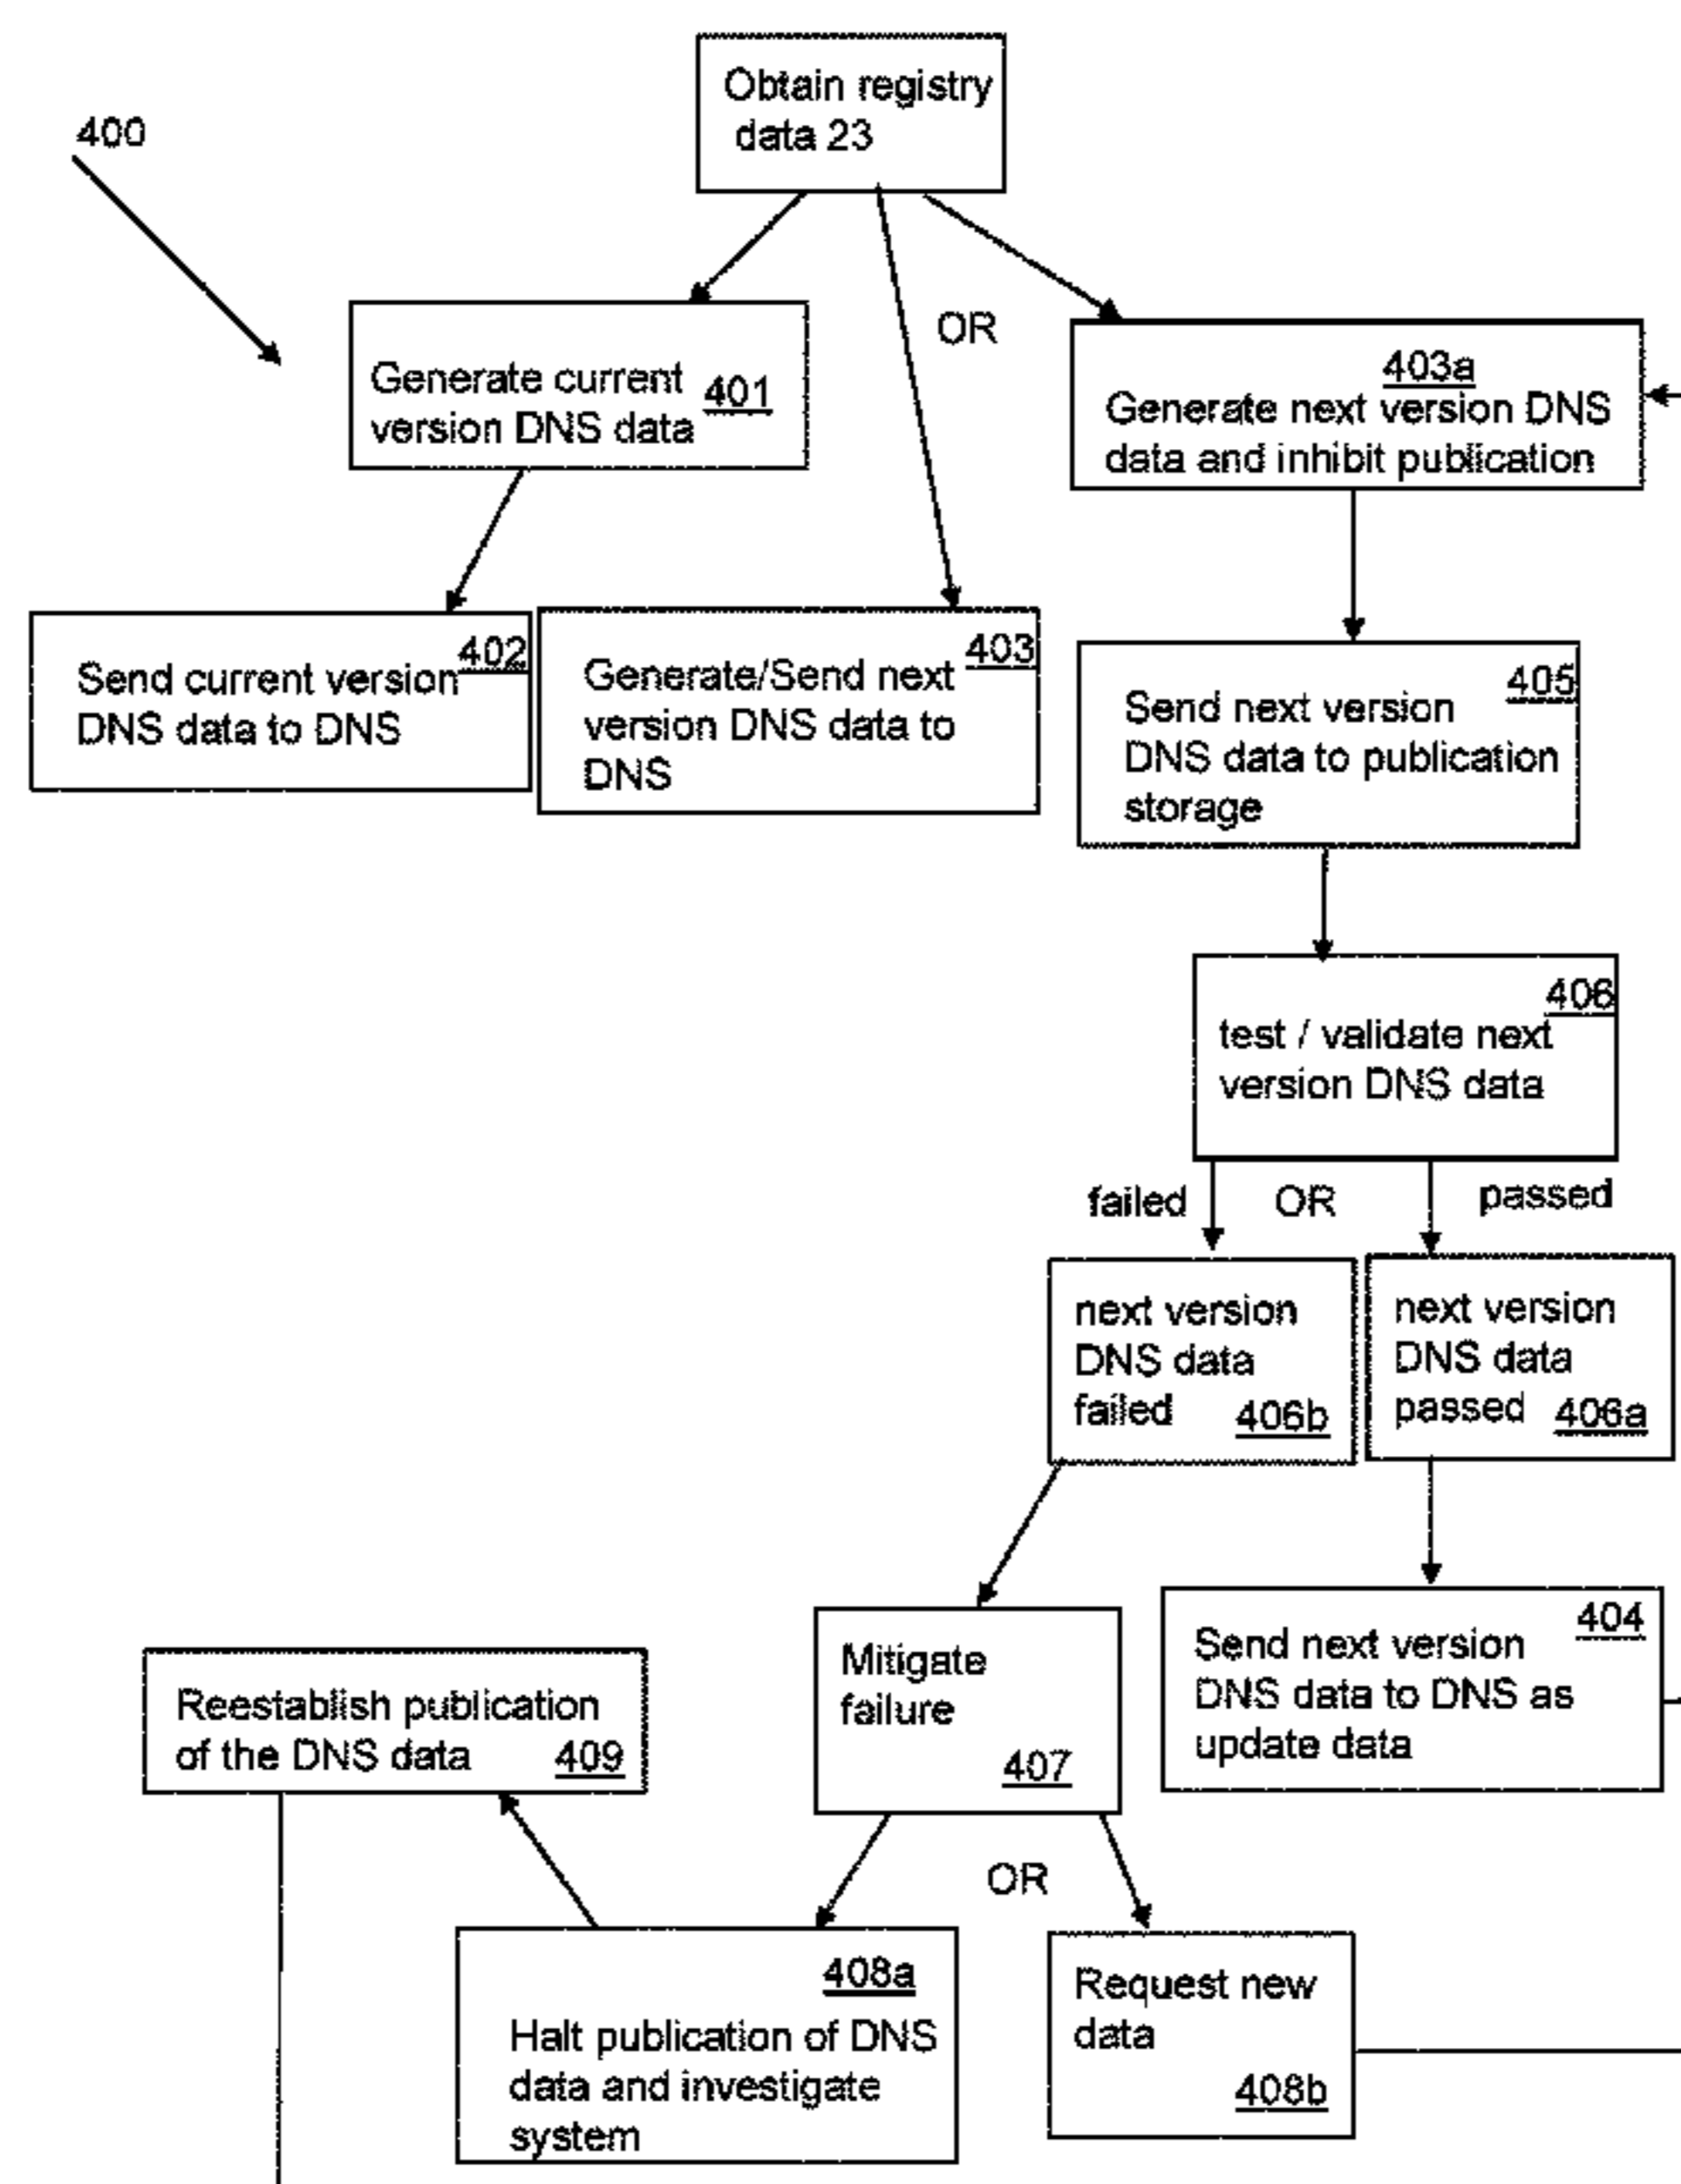 Obtain registry
data 23
400
OR
Generate current
version DNS data 401
403a
Generate next version DNS
data and inhibit publication
402
Send current version
DNS data to DNS
403
Generate/Send next
version DNS data to
DNS
405
Send next version
DNS data to publication
storage
406
test / validate next
version DNS data
failed OR passed
next version
DNS data
failed 406b
next version
DNS data
passed 406a
Mitigate
failure
407
404
Send next version
DNS data to DNS as
update data
Reestablish publication
of the DNS data 409
OR
408a
Halt publication of DNS
data and investigate
system
Request new
data
408b